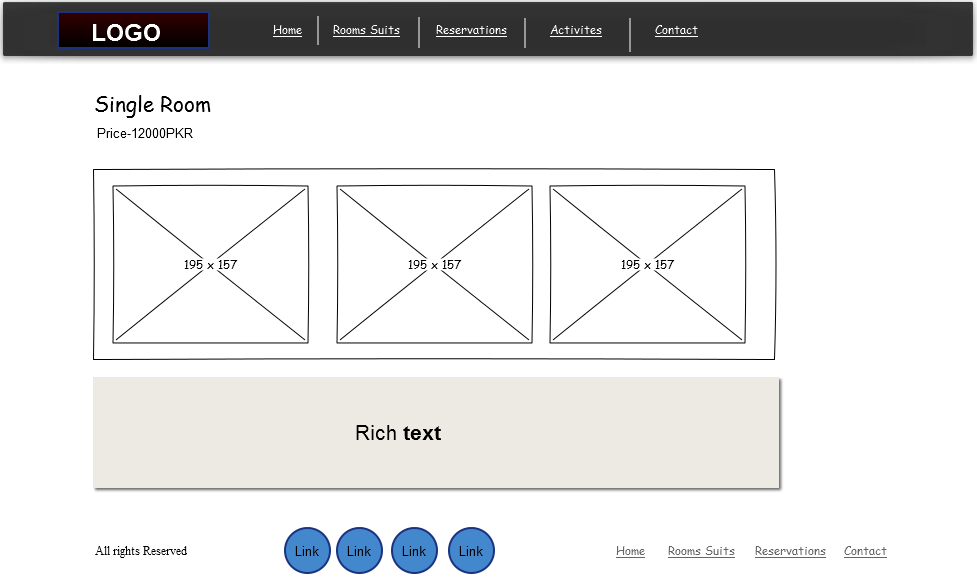 LOGO Home Rooms Suits Reservations Activites Contact
Single Room
Price-12000PKR
195 x 157 195 x 157 195 x 157
Rich text
All rights Reserved Link Link Link Link Home Rooms Suits Reservations Contact